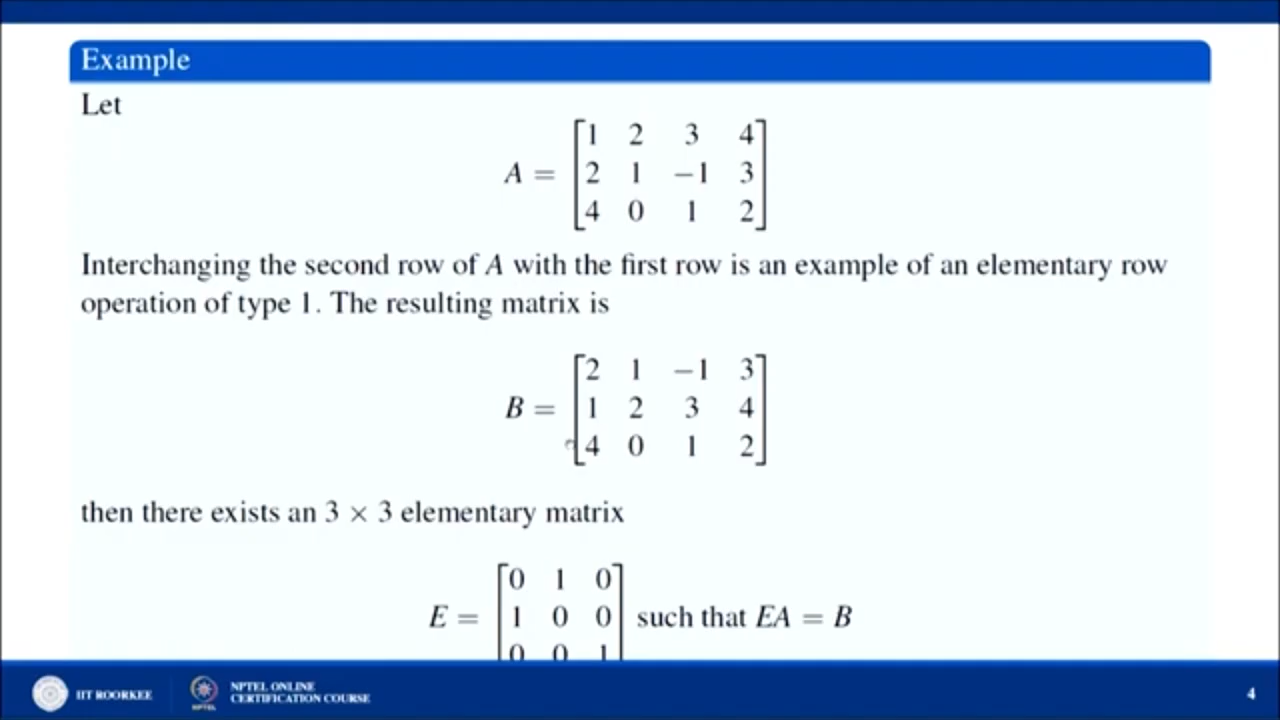 Example
Let
A = [1 2 3 4
2 1 −1 3
4 0 1 2]
Interchanging the second row of A with the first row is an example of an elementary row
operation of type 1. The resulting matrix is
B = [2 1 −1 3
1 2 3 4
4 0 1 2]
then there exists an 3 × 3 elementary matrix
E = [0 1 0
1 0 0
0 0 1] such that EA = B
IIT ROORKEE
NPTEL
NPTEL ONLINE
CERTIFICATION COURSE
4